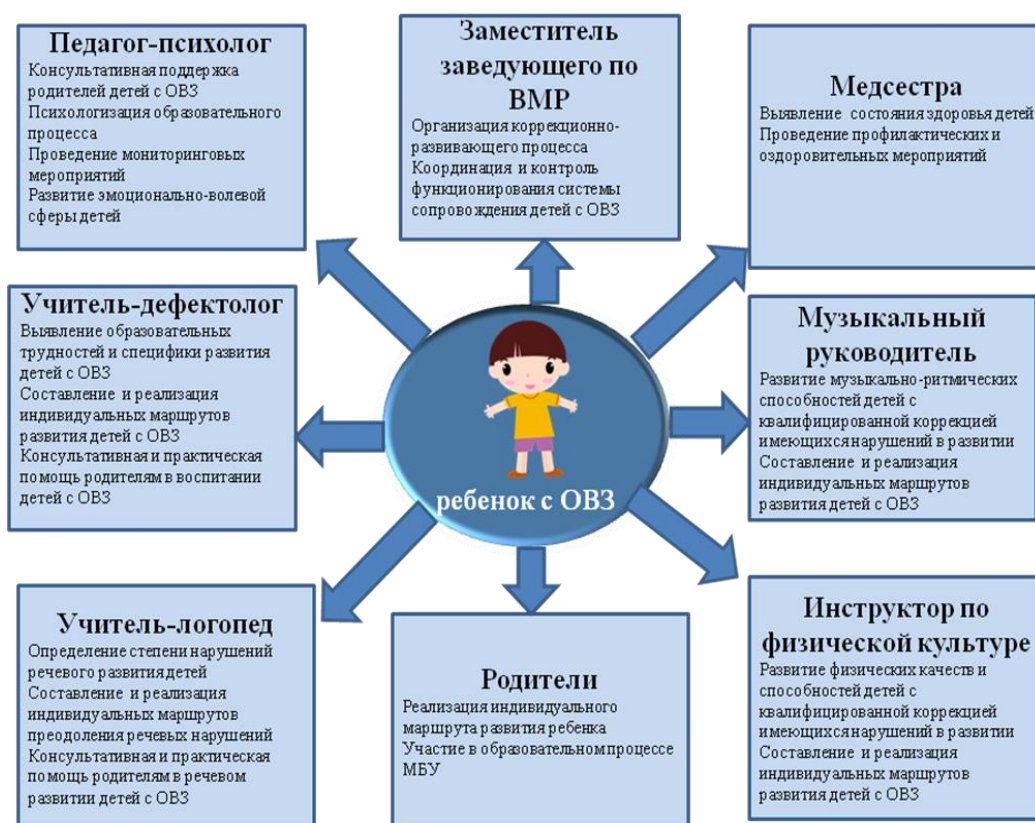 Педагог-психолог
Консультативная поддержка
родителей детей с ОВЗ
Психологизация образовательного
процесса
Проведение мониторинговых
мероприятий
Развитие эмоционально-волевой
сферы детей
Заместитель
заведующего по
ВМР
Организация коррекционно-
развивающего процесса
Координация и контроль
функционирования системы
сопровождения детей с ОВЗ
Медсестра
Выявление состояния здоровья детей
Проведение профилактических и
оздоровительных мероприятий
Учитель-дефектолог
Выявление образовательных
трудностей и специфики развития
детей с ОВЗ
Составление и реализация
индивидуальных маршрутов
развития детей с ОВЗ
Консультативная и практическая
помощь родителям в воспитании
детей с ОВЗ
ребенок с ОВЗ
Музыкальный
руководитель
Развитие музыкально-ритмических
способностей детей с
квалифицированной коррекцией
имеющихся нарушений в развитии
Составление и реализация
индивидуальных маршрутов
развития детей с ОВЗ
Учитель-логопед
Определение степени нарушений
речевого развития детей
Составление и реализация
индивидуальных маршрутов
преодоления речевых нарушений
Консультативная и практическая
помощь родителям в речевом
развитии детей с ОВЗ
Родители
Реализация индивидуального
маршрута развития ребенка
Участие в образовательном процессе
МБУ
Инструктор по
физической культуре
Развитие физических качеств и
способностей детей с
квалифицированной коррекцией
имеющихся нарушений в развитии
Составление и реализация
индивидуальных маршрутов
развития детей с ОВЗ